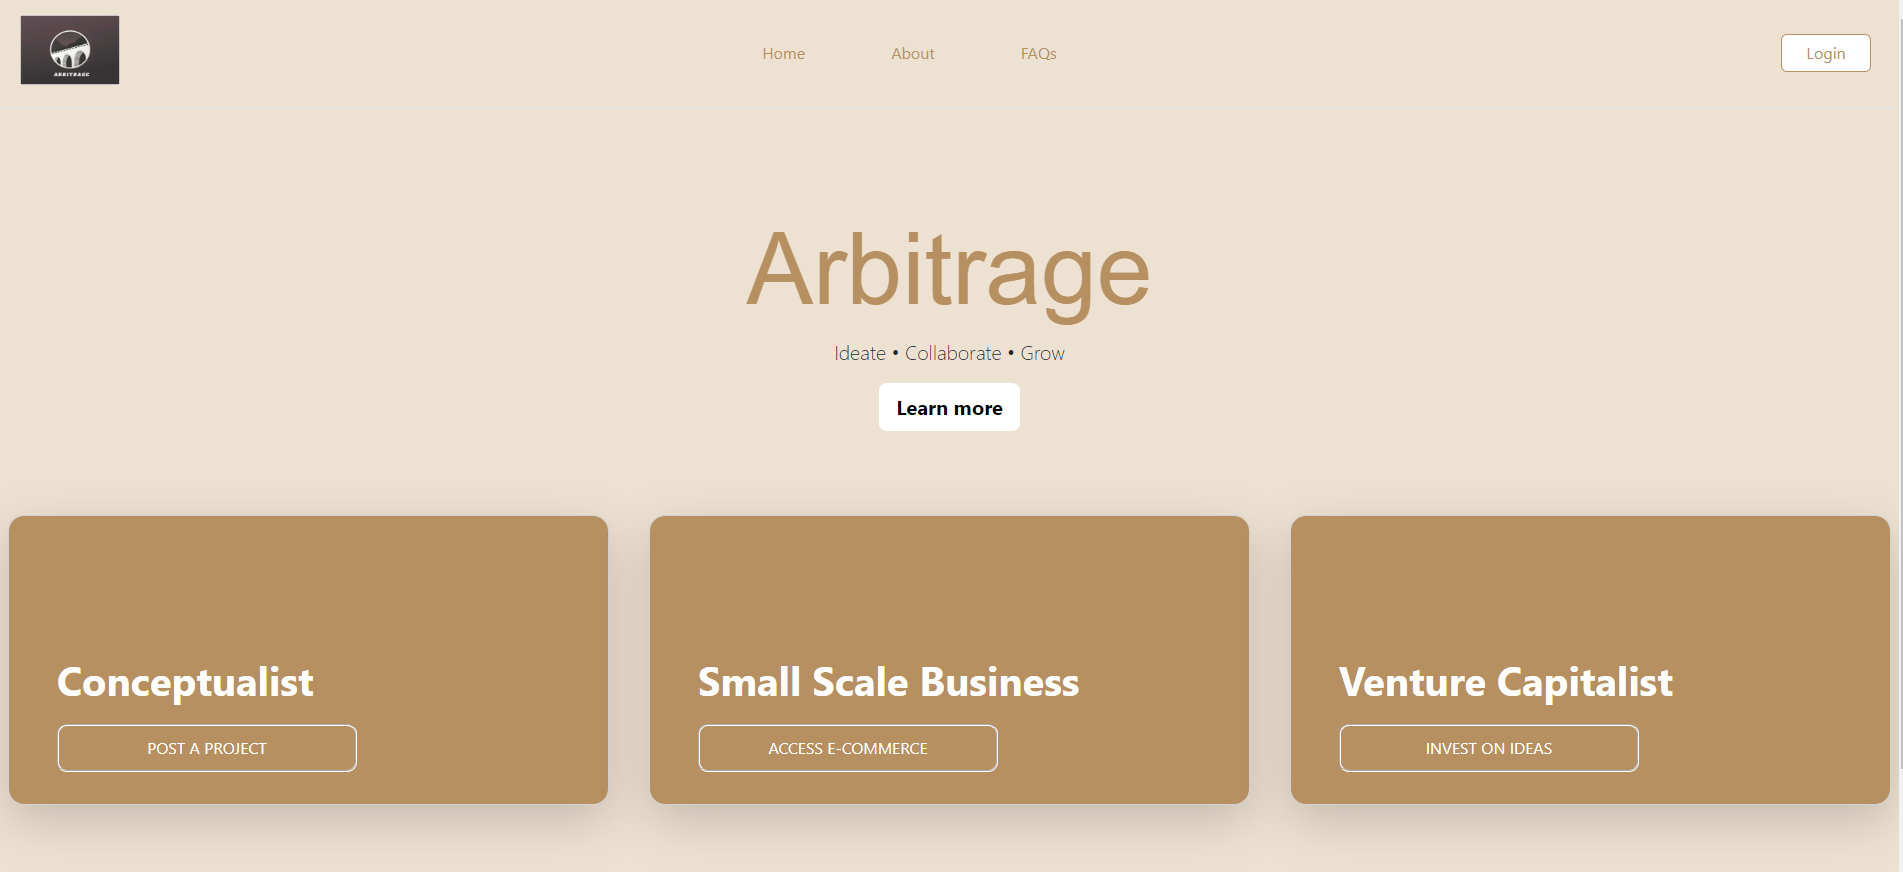 ARBITRAGE
Home About FAQs Login
Arbitrage
Ideate • Collaborate • Grow
Learn more
Conceptualist
POST A PROJECT
Small Scale Business
ACCESS E-COMMERCE
Venture Capitalist
INVEST ON IDEAS